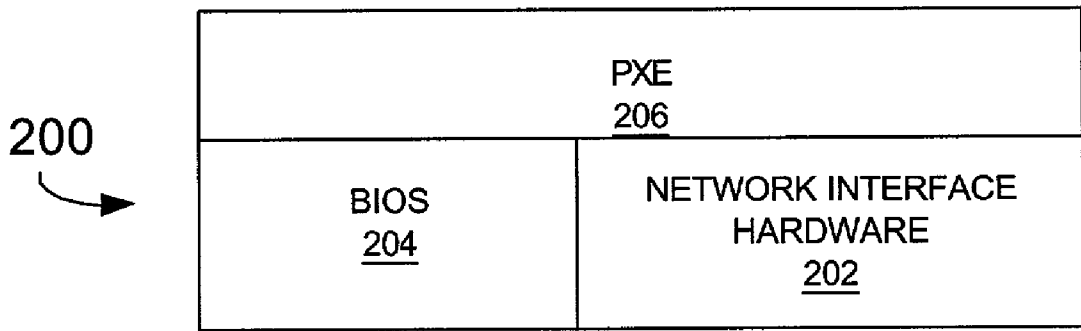 PXE
206
200
BIOS
204
NETWORK INTERFACE
HARDWARE
202